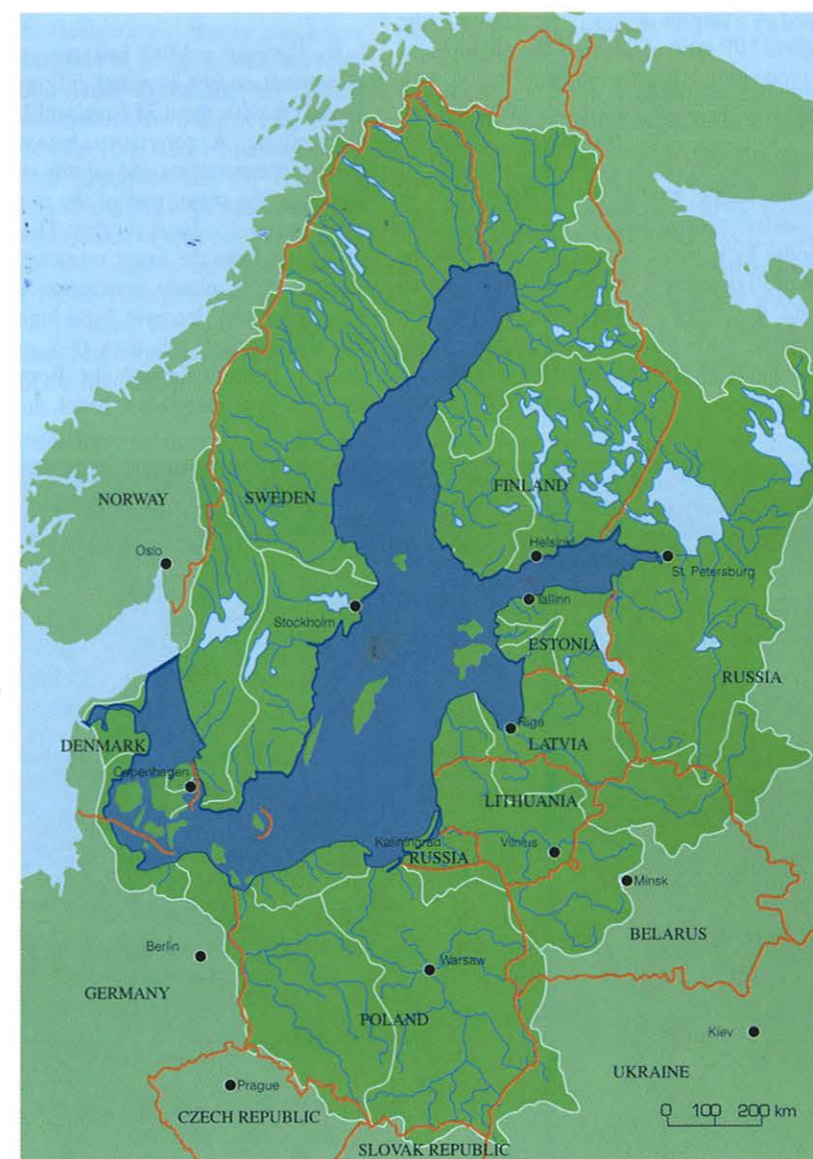 NORWAY
SWEDEN
FINLAND
Oslo
Helsinki
St. Petersburg
Stockholm
Tallinn
ESTONIA
RUSSIA
Riga
DENMARK
LATVIA
Copenhagen
LITHUANIA
Kaliningrad
RUSSIA
Vilnius
Minsk
BELARUS
Berlin
Warsaw
GERMANY
POLAND
Kiev
UKRAINE
Prague
CZECH REPUBLIC
0 100 200 km
SLOVAK REPUBLIC